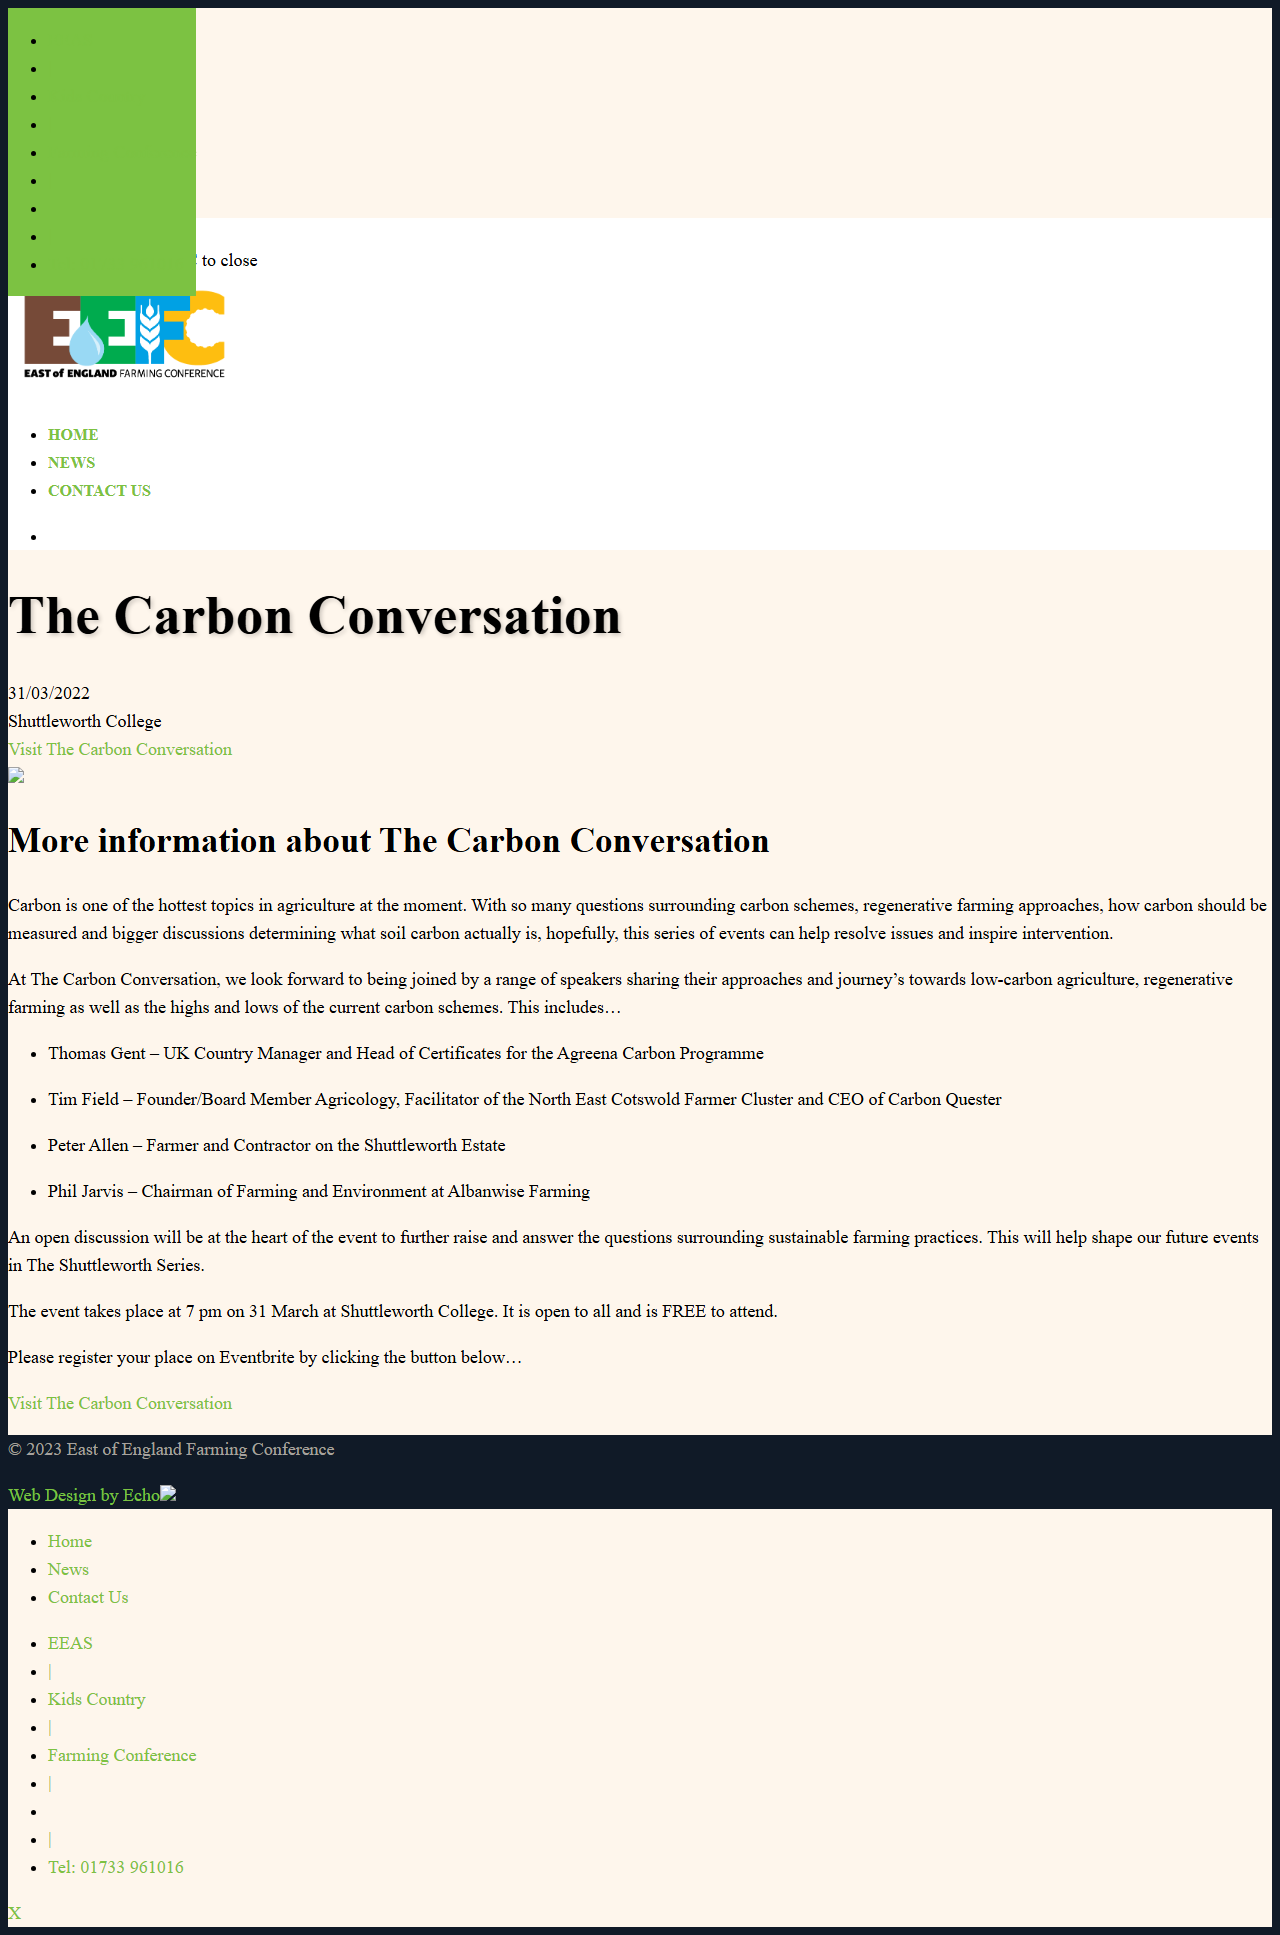 to close
EEFC
EAST of ENGLAND FARMING CONFERENCE
HOME
NEWS
CONTACT US
The Carbon Conversation
31/03/2022
Shuttleworth College
Visit The Carbon Conversation
More information about The Carbon Conversation
Carbon is one of the hottest topics in agriculture at the moment. With so many questions surrounding carbon schemes, regenerative farming approaches, how carbon should be
measured and bigger discussions determining what soil carbon actually is, hopefully, this series of events can help resolve issues and inspire intervention.
At The Carbon Conversation, we look forward to being joined by a range of speakers sharing their approaches and journey’s towards low-carbon agriculture, regenerative
farming as well as the highs and lows of the current carbon schemes. This includes…
Thomas Gent – UK Country Manager and Head of Certificates for the Agreena Carbon Programme
Tim Field – Founder/Board Member Agricology, Facilitator of the North East Cotswold Farmer Cluster and CEO of Carbon Quester
Peter Allen – Farmer and Contractor on the Shuttleworth Estate
Phil Jarvis – Chairman of Farming and Environment at Albanwise Farming
An open discussion will be at the heart of the event to further raise and answer the questions surrounding sustainable farming practices. This will help shape our future events
in The Shuttleworth Series.
The event takes place at 7 pm on 31 March at Shuttleworth College. It is open to all and is FREE to attend.
Please register your place on Eventbrite by clicking the button below…
Visit The Carbon Conversation
© 2023 East of England Farming Conference
Web Design by Echo
Home
News
Contact Us
EEAS
|
Kids Country
|
Farming Conference
|
|
Tel: 01733 961016
X